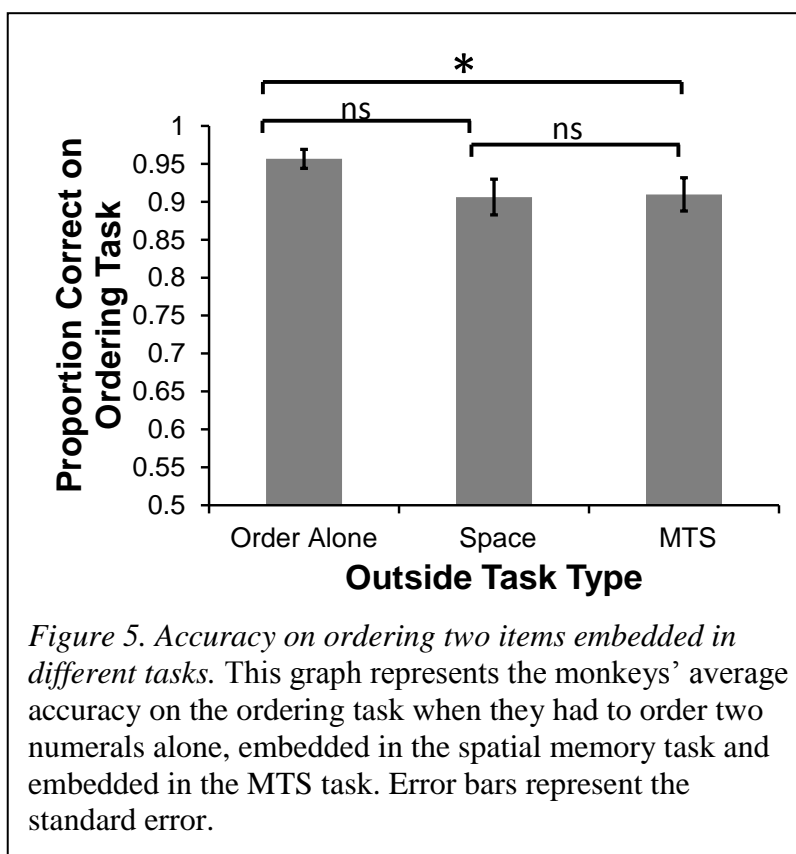 *
ns
ns
1
0.95
0.9
0.85
0.8
0.75
0.7
0.65
0.6
0.55
0.5
Proportion Correct on
Ordering Task
Order Alone Space MTS
Outside Task Type
Figure 5. Accuracy on ordering two items embedded in
different tasks. This graph represents the monkeys’ average
accuracy on the ordering task when they had to order two
numerals alone, embedded in the spatial memory task and
embedded in the MTS task. Error bars represent the
standard error.